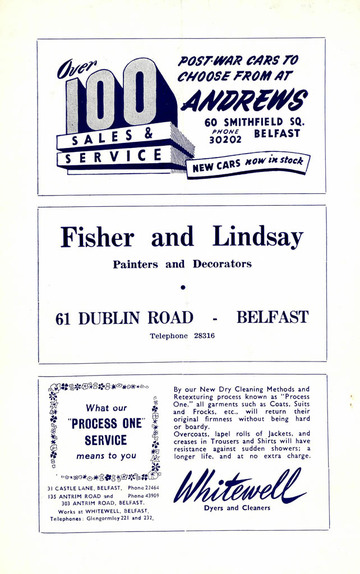 Over
100
SALES &
SERVICE
POST-WAR CARS TO
CHOOSE FROM AT
ANDREWS
60 SMITHFIELD SQ.
PHONE BELFAST
30202
NEW CARS now in stock
Fisher and Lindsay
Painters and Decorators
•
61 DUBLIN ROAD - BELFAST
Telephone 28316
What our
"PROCESS ONE"
SERVICE
means to you
31 CASTLE LANE, BELFAST, Phone 21464
135 ANTRIM ROAD and Phone 43909
303 ANTRIM ROAD, BELFAST.
Works at WHITEWELL, BELFAST.
Telephones: Glengormley 221 and 232.
By our New Dry Cleaning Methods and
Retexturing process known as "Process
One," all garments such as Coats, Suits
and Frocks, etc., will return their
original firmness without being hard
or boardy.
Overcoats, lapel rolls of Jackets, and
creases in Trousers and Shirts will have
resistance against sudden showers; a
longer life, and at no extra charge.
Whitewell
Dyers and Cleaners